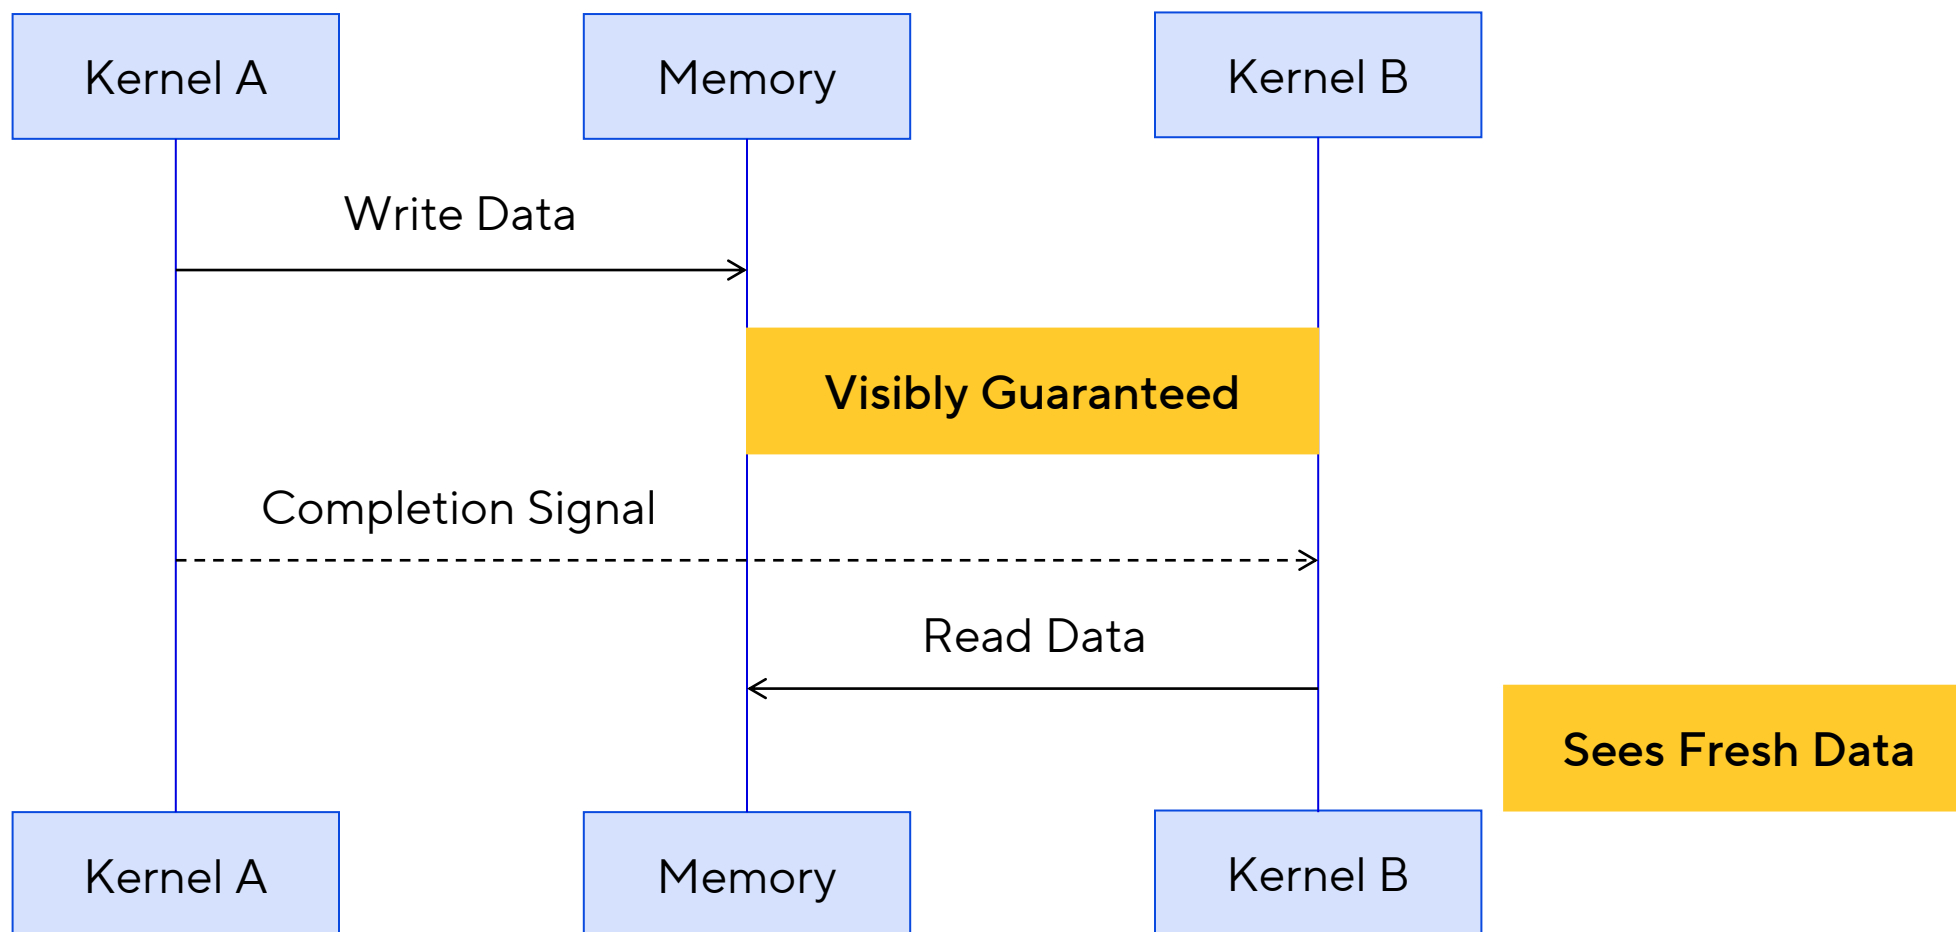 Kernel A
Memory
Kernel B
Write Data
Visibly Guaranteed
Completion Signal
Read Data
Sees Fresh Data
Kernel A
Memory
Kernel B